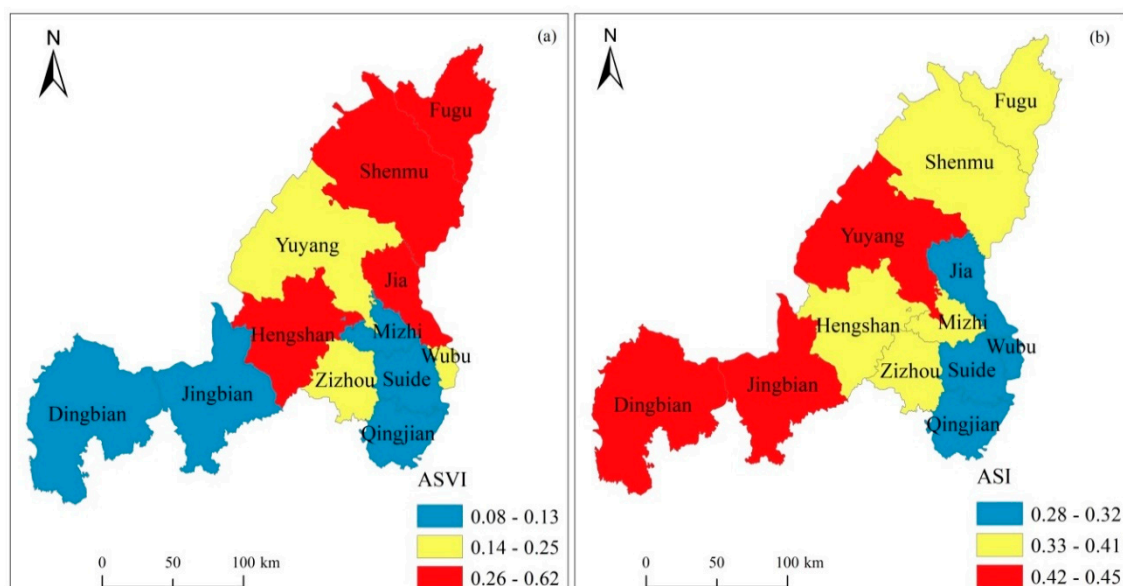 N
(a)
Fugu
Shenmu
Yuyang
Jia
Hengshan
Mizhi
Wubu
Zizhou
Suide
Jingbian
Dingbian
Qingjian
ASVI
0.08 - 0.13
0.14 - 0.25
0.26 - 0.62
0 50 100 km
N
(b)
Fugu
Shenmu
Yuyang
Jia
Hengshan
Mizhi
Wubu
Zizhou
Suide
Jingbian
Dingbian
Qingjian
ASI
0.28 - 0.32
0.33 - 0.41
0.42 - 0.45
0 50 100 km